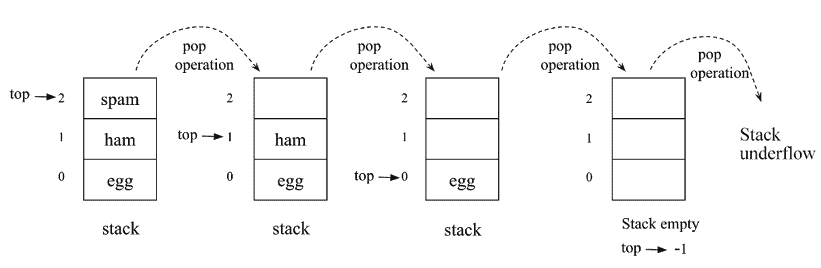 pop
operation
pop
operation
pop
operation
pop
operation
top 2 spam
1 ham
0 egg
stack
2
top 1 ham
0 egg
stack
2
1
top 0 egg
stack
2
1
0
Stack empty
top -1
Stack
underflow